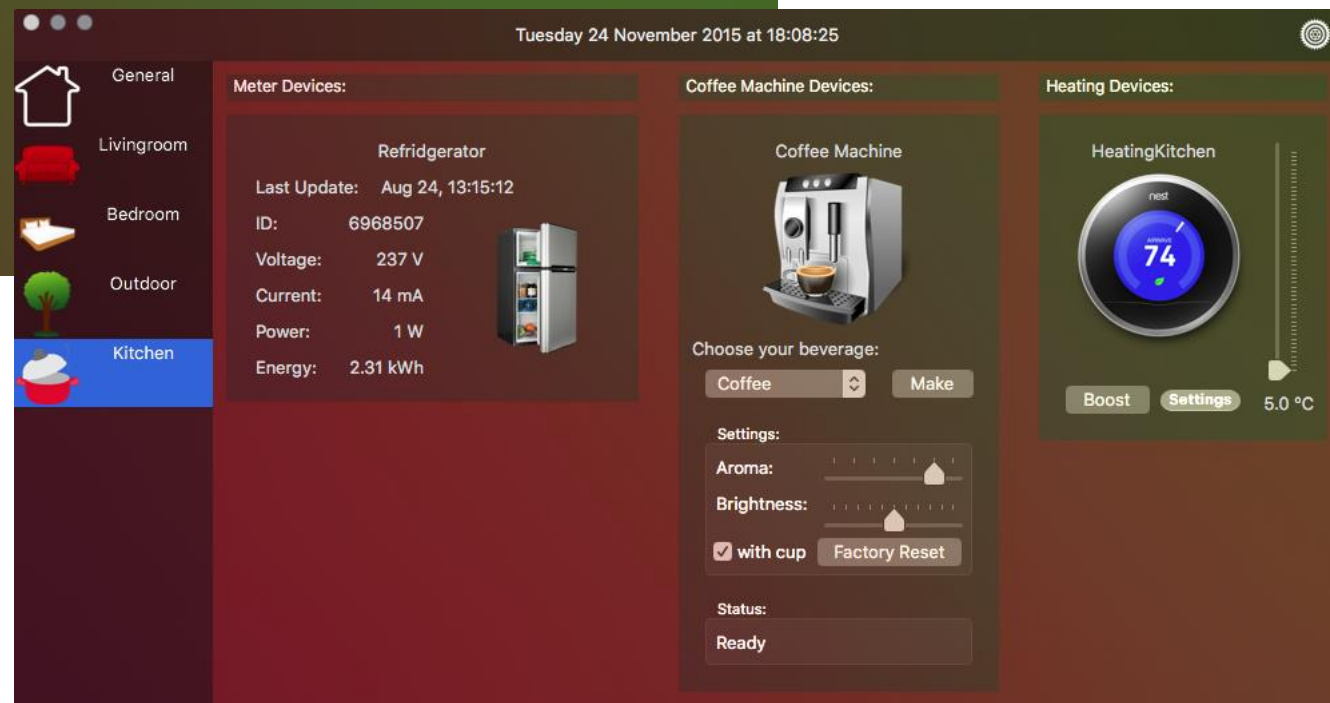 Tuesday 24 November 2015 at 18:08:25
General
Livingroom
Bedroom
Outdoor
Kitchen
Meter Devices:
Refridgerator
Last Update: Aug 24, 13:15:12
ID: 6968507
Voltage: 237 V
Current: 14 mA
Power: 1 W
Energy: 2.31 kWh
Coffee Machine Devices:
Coffee Machine
Choose your beverage:
Coffee Make
Settings:
Aroma:
Brightness:
with cup Factory Reset
Status:
Ready
Heating Devices:
HeatingKitchen
nest
74
Boost Settings 5.0 °C